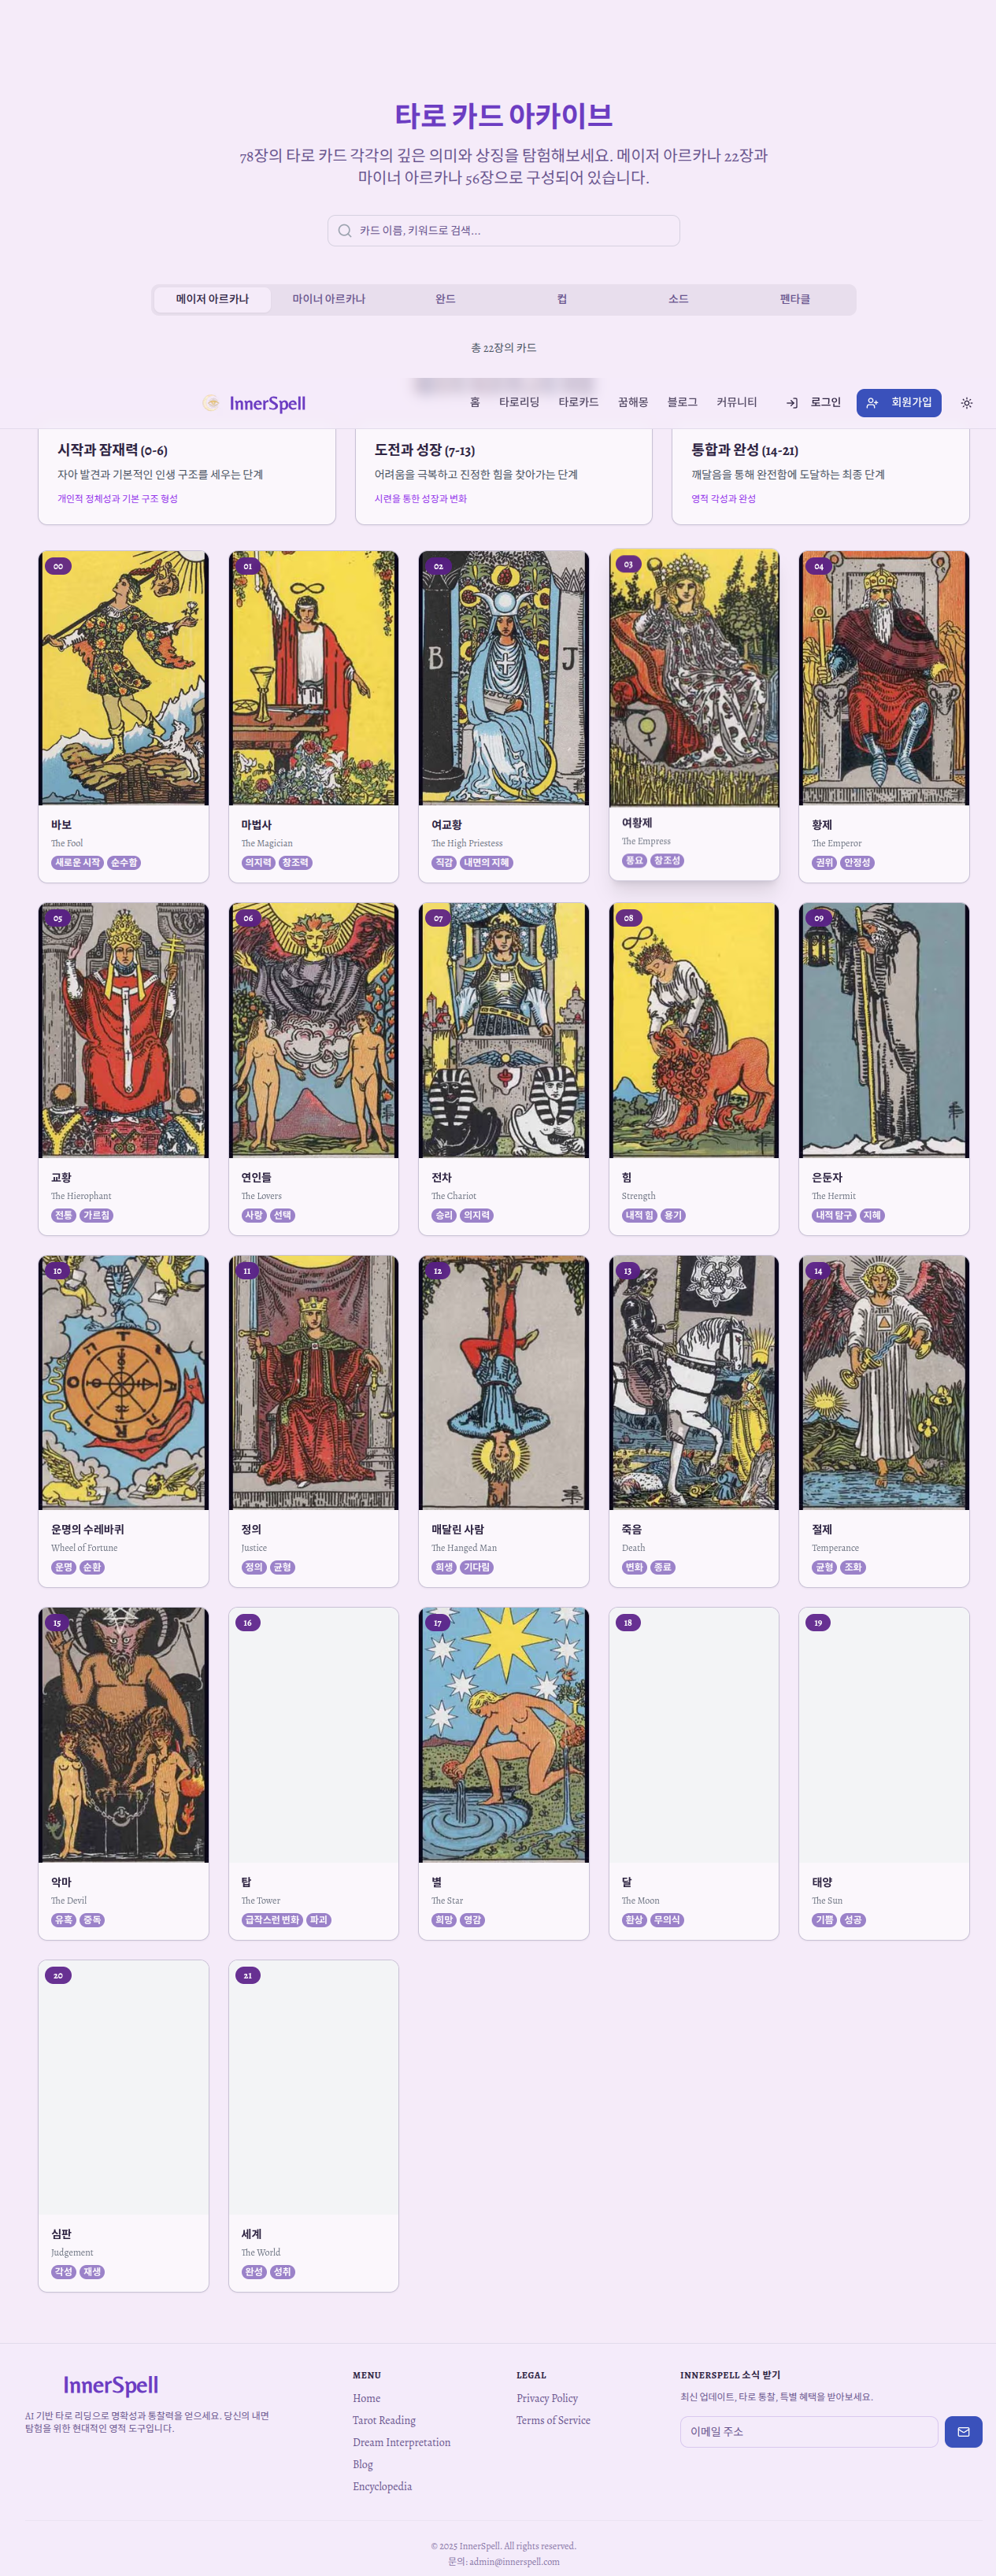 타로 카드 아카이브
78장의 타로 카드 각각의 깊은 의미와 상징을 탐험해보세요. 메이저 아르카나 22장과
마이너 아르카나 56장으로 구성되어 있습니다.
카드 이름, 키워드로 검색...
메이저 아르카나 마이너 아르카나 완드 컵 소드 펜타클
총 22장의 카드
InnerSpell 홈 타로리딩 타로카드 꿈해몽 블로그 커뮤니티 로그인 회원가입
시작과 잠재력 (0-6)
자아 발견과 기본적인 인생 구조를 세우는 단계
개인적 정체성과 기본 구조 형성
도전과 성장 (7-13)
어려움을 극복하고 진정한 힘을 찾아가는 단계
시련을 통한 성장과 변화
통합과 완성 (14-21)
깨달음을 통해 완전함에 도달하는 최종 단계
영적 각성과 완성
00
바보
The Fool
새로운 시작 순수함
01
마법사
The Magician
의지력 창조력
02
B J
여교황
The High Priestess
직감 내면의 지혜
03
여황제
The Empress
풍요 창조성
04
황제
The Emperor
권위 안정성
05
교황
The Hierophant
전통 가르침
06
연인들
The Lovers
사랑 선택
07
전차
The Chariot
승리 의지력
08
힘
Strength
내적 힘 용기
09
은둔자
The Hermit
내적 탐구 지혜
10
운명의 수레바퀴
Wheel of Fortune
운명 순환
11
정의
Justice
정의 균형
12
매달린 사람
The Hanged Man
희생 기다림
13
죽음
Death
변화 종료
14
절제
Temperance
균형 조화
15
악마
The Devil
유혹 중독
16
탑
The Tower
급작스런 변화 파괴
17
별
The Star
희망 영감
18
달
The Moon
환상 무의식
19
태양
The Sun
기쁨 성공
20
심판
Judgement
각성 재생
21
세계
The World
완성 성취
InnerSpell
AI 기반 타로 리딩으로 명확성과 통찰력을 얻으세요. 당신의 내면
탐험을 위한 현대적인 영적 도구입니다.
MENU
Home
Tarot Reading
Dream Interpretation
Blog
Encyclopedia
LEGAL
Privacy Policy
Terms of Service
INNERSPELL 소식 받기
최신 업데이트, 타로 통찰, 특별 혜택을 받아보세요.
이메일 주소
© 2025 InnerSpell. All rights reserved.
문의: admin@innerspell.com